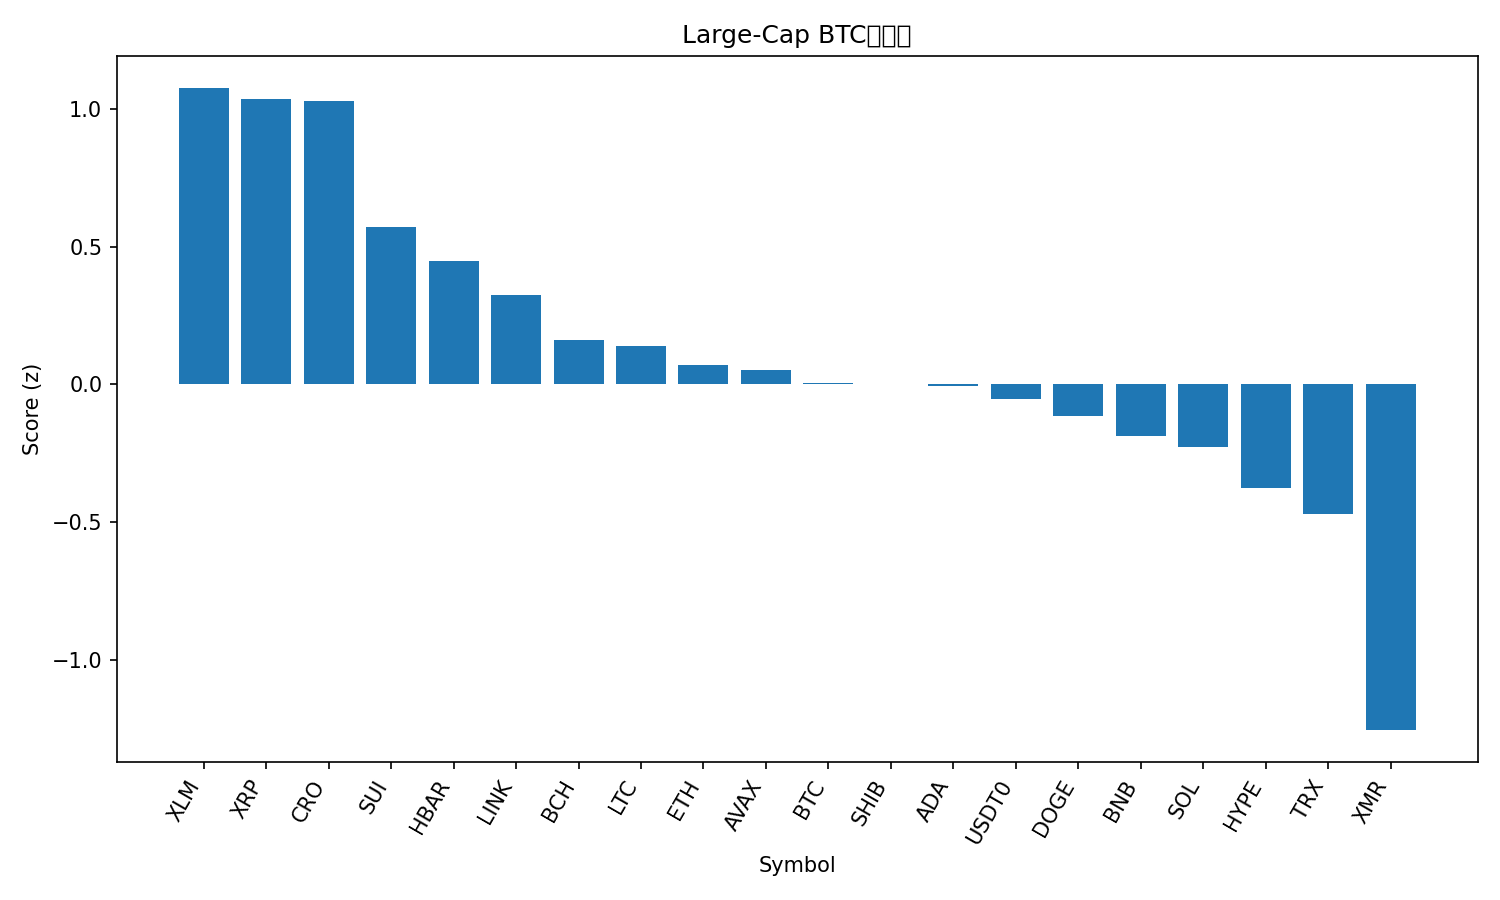 Large-Cap BTC
1.0
0.5
0.0
−0.5
−1.0
Score (z)
XLM
XRP
CRO
SUI
HBAR
LINK
BCH
LTC
ETH
AVAX
BTC
SHIB
ADA
USDT0
DOGE
BNB
SOL
HYPE
TRX
XMR
Symbol